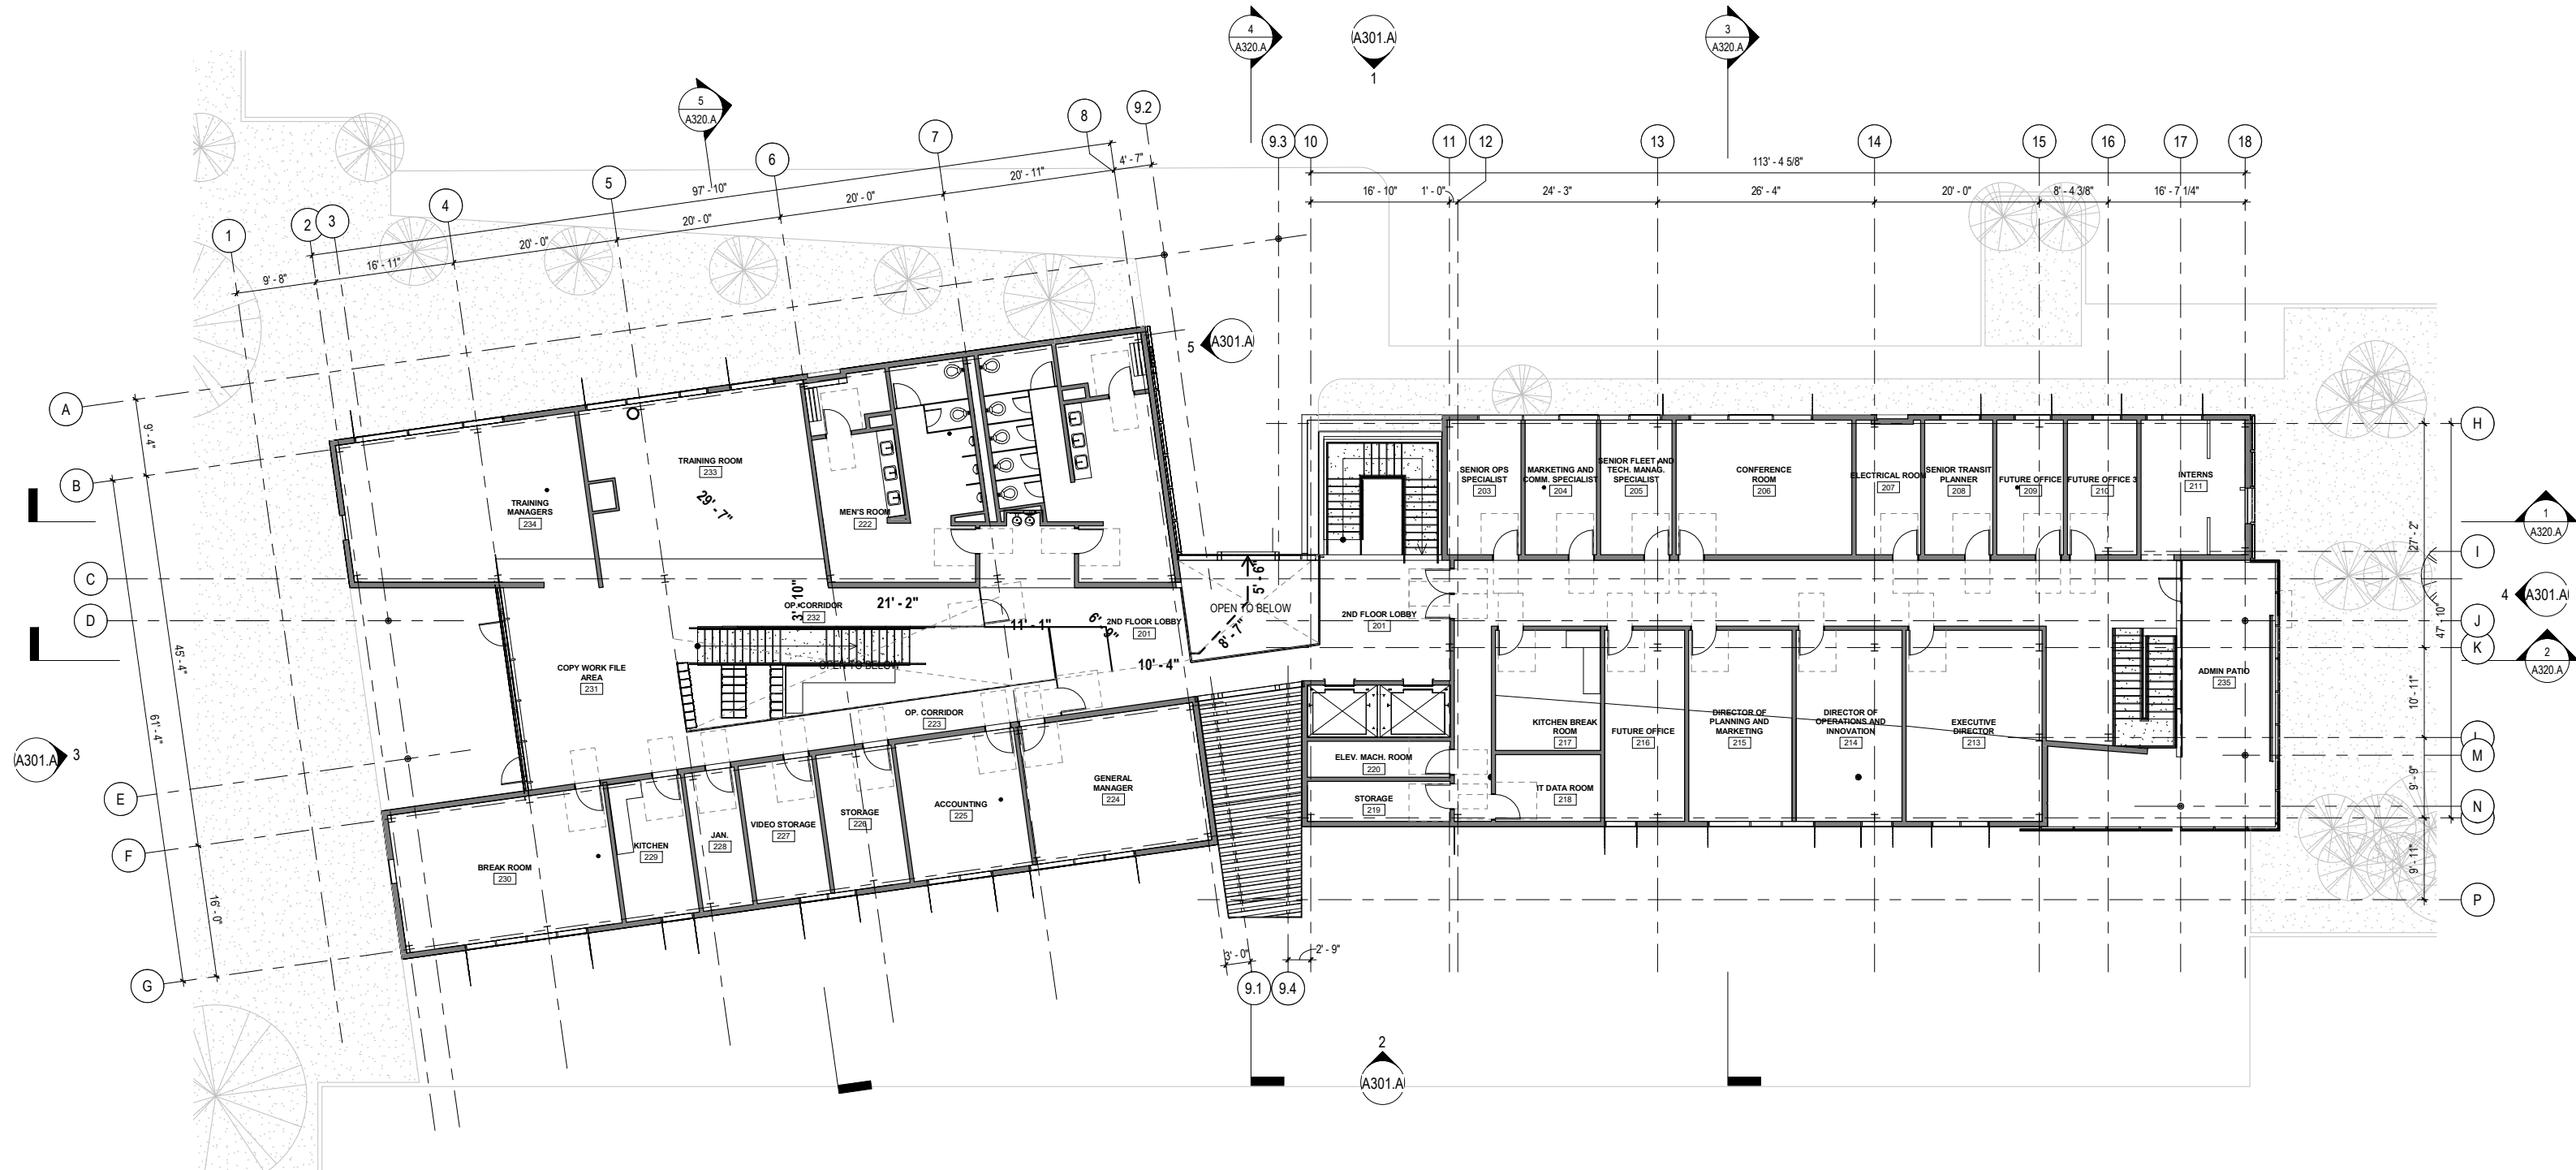 4
A320.A
A301.A
1
3
A320.A
5
A320.A
1
2
3
4
5
6
7
8
9.2
9.3
10
11
12
13
14
15
16
17
18
97' - 10"
4' - 7"
9' - 8"
16' - 11"
20' - 0"
20' - 0"
20' - 0"
20' - 11"
113' - 4 5/8"
16' - 10"
1' - 0"
24' - 3"
26' - 4"
20' - 0"
8' - 4 3/8"
16' - 7 1/4"
A
B
C
D
E
F
G
9' - 4"
45' - 4"
61' - 4"
16' - 0"
H
I
J
K
L
M
N
P
27' - 2"
47' - 10"
10' - 11"
9' - 9"
9' - 11"
5
A301.A
1
A320.A
4
A301.A
2
A320.A
A301.A
3
TRAINING
MANAGERS
234
TRAINING ROOM
233
29' - 7"
MEN'S ROOM
222
OP. CORRIDOR
232
3' - 10"
21' - 2"
11' - 1"
6' - 9"
2ND FLOOR LOBBY
201
10' - 4"
8' - 7"
5' - 6"
OPEN TO BELOW
OPEN TO BELOW
COPY WORK FILE
AREA
231
OP. CORRIDOR
223
BREAK ROOM
230
KITCHEN
229
JAN.
228
VIDEO STORAGE
227
STORAGE
226
ACCOUNTING
225
GENERAL
MANAGER
224
2ND FLOOR LOBBY
201
SENIOR OPS
SPECIALIST
203
MARKETING AND
COMM. SPECIALIST
204
SENIOR FLEET AND
TECH. MANAG.
SPECIALIST
205
CONFERENCE
ROOM
206
ELECTRICAL ROOM
207
SENIOR TRANSIT
PLANNER
208
FUTURE OFFICE
209
FUTURE OFFICE 3
210
INTERNS
211
ELEV. MACH. ROOM
220
STORAGE
219
KITCHEN BREAK
ROOM
217
IT DATA ROOM
218
FUTURE OFFICE
216
DIRECTOR OF
PLANNING AND
MARKETING
215
DIRECTOR OF
OPERATIONS AND
INNOVATION
214
EXECUTIVE
DIRECTOR
213
ADMIN PATIO
235
3' - 0"
2' - 9"
9.1
9.4
2
A301.A